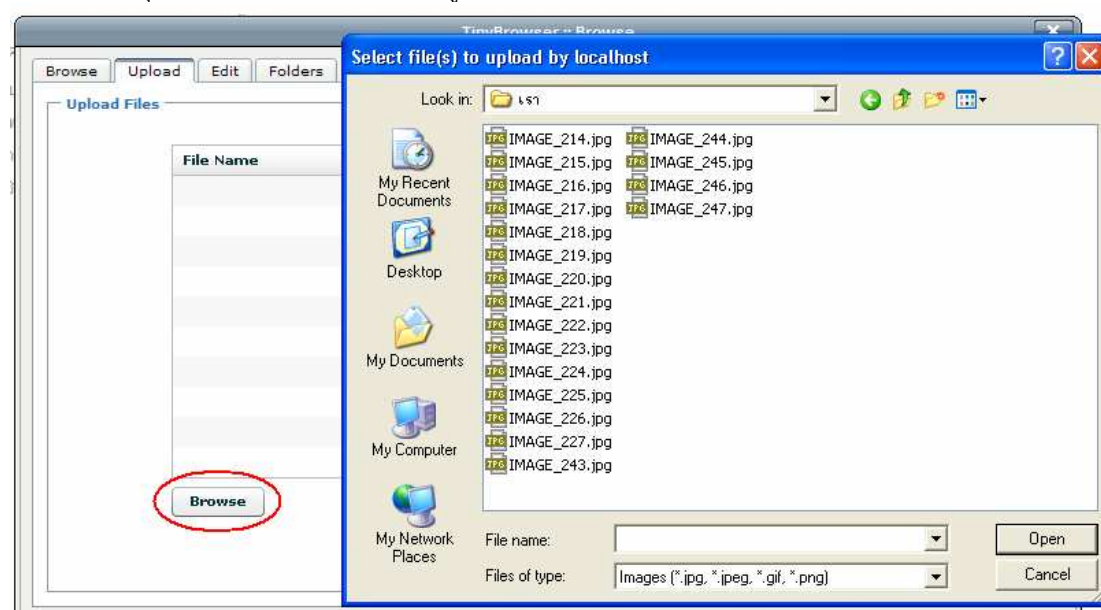 TinyBrowser :: Browse
Browse Upload Edit Folders
Upload Files
File Name
Browse
Select file(s) to upload by localhost
Look in: เรา
My Recent
Documents
Desktop
My Documents
My Computer
My Network
Places
IMAGE_214.jpg IMAGE_244.jpg
IMAGE_215.jpg IMAGE_245.jpg
IMAGE_216.jpg IMAGE_246.jpg
IMAGE_217.jpg IMAGE_247.jpg
IMAGE_218.jpg
IMAGE_219.jpg
IMAGE_220.jpg
IMAGE_221.jpg
IMAGE_222.jpg
IMAGE_223.jpg
IMAGE_224.jpg
IMAGE_225.jpg
IMAGE_226.jpg
IMAGE_227.jpg
IMAGE_243.jpg
File name: Open
Files of type: Images (*.jpg, *.jpeg, *.gif, *.png) Cancel